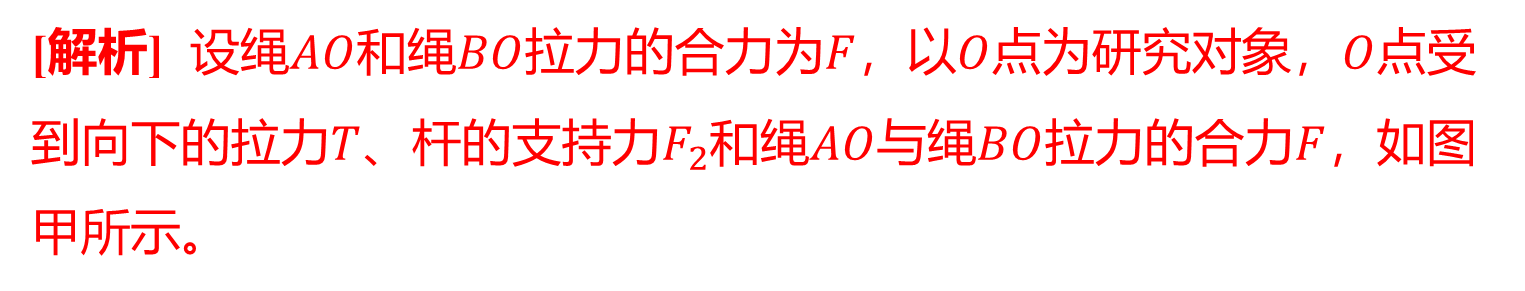 [解析] 设绳AO和绳BO拉力的合力为F，以O点为研究对象，O点受
到向下的拉力T、杆的支持力F₂和绳AO与绳BO拉力的合力F，如图
甲所示。